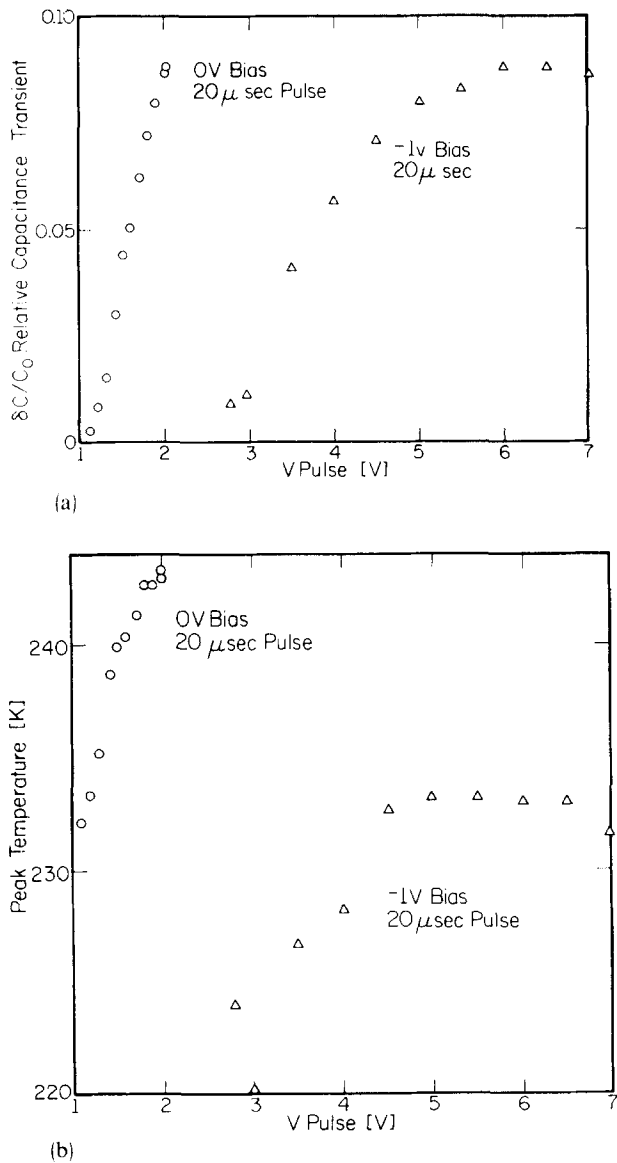 0.10
0V Bias
20μ sec Pulse
-1v Bias
20μ sec
0.05
0
δC/C₀ Relative Capacitance Transient
1 2 3 4 5 6 7
V Pulse [V]
(a)
0V Bias
20 μsec Pulse
240
Peak Temperature [K]
230
-1V Bias
20μsec Pulse
220
1 2 3 4 5 6 7
V Pulse [V]
(b)